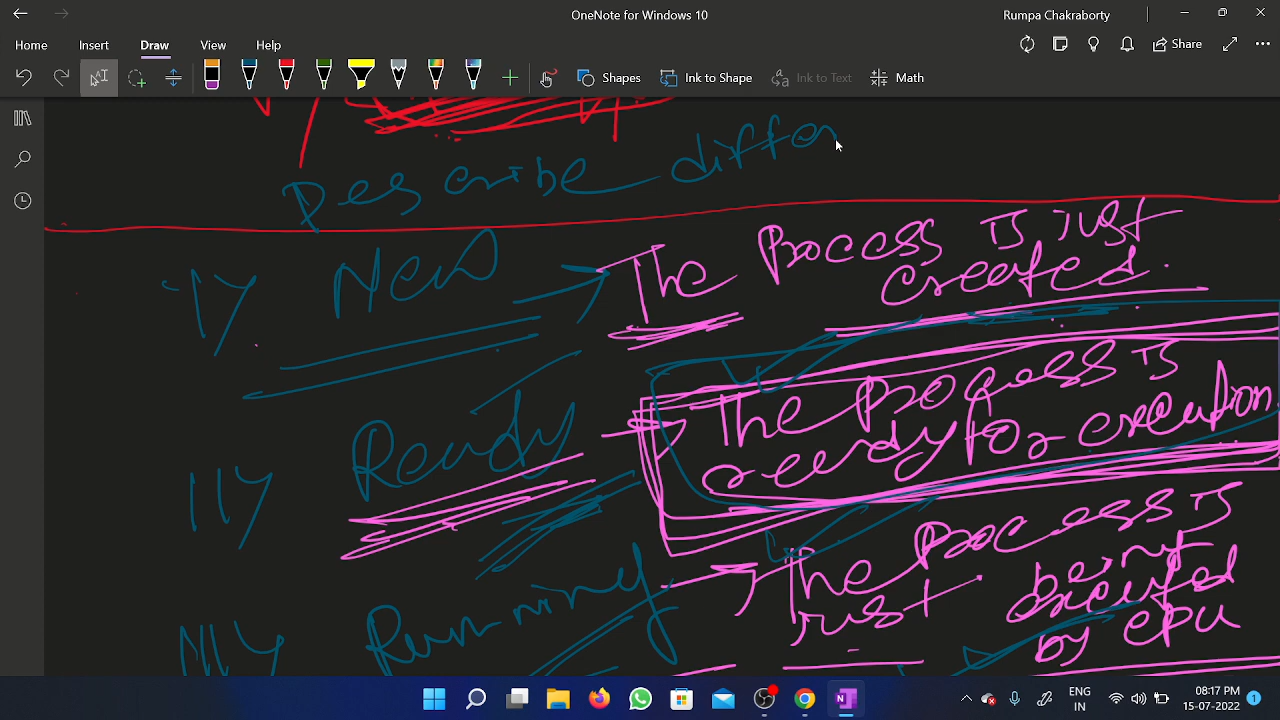 OneNote for Windows 10
Rumpa Chakraborty
Home Insert Draw View Help
Share
Shapes Ink to Shape Ink to Text Math
Describe differ
I) New
The Process is just
created.
II) Ready
The process is
ready for execution
III) Running
The process is
just being
executed
by CPU
ENG
IN
08:17 PM
15-07-2022
1